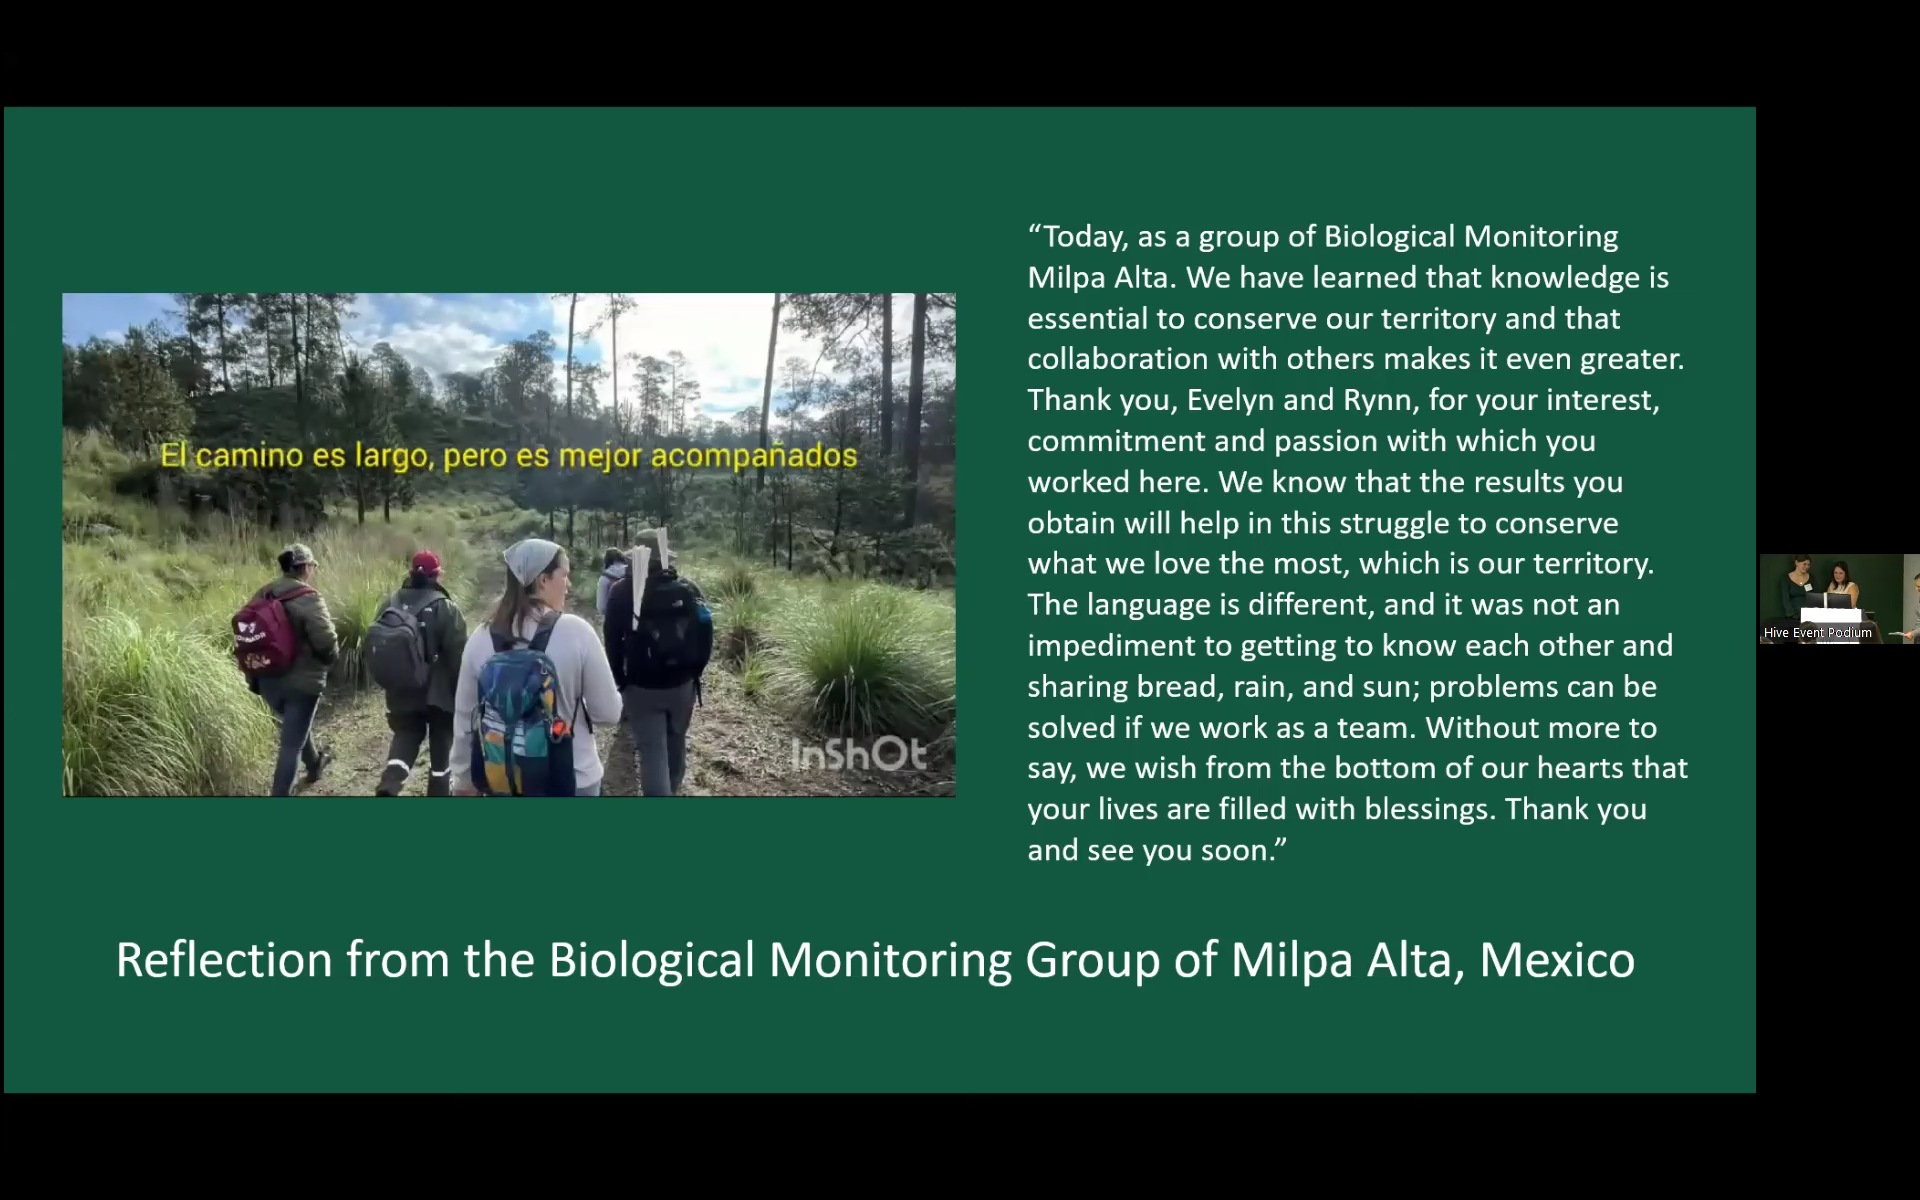 El camino es largo, pero es mejor acompañados
InShOt
“Today, as a group of Biological Monitoring
Milpa Alta. We have learned that knowledge is
essential to conserve our territory and that
collaboration with others makes it even greater.
Thank you, Evelyn and Rynn, for your interest,
commitment and passion with which you
worked here. We know that the results you
obtain will help in this struggle to conserve
what we love the most, which is our territory.
The language is different, and it was not an
impediment to getting to know each other and
sharing bread, rain, and sun; problems can be
solved if we work as a team. Without more to
say, we wish from the bottom of our hearts that
your lives are filled with blessings. Thank you
and see you soon.”
Reflection from the Biological Monitoring Group of Milpa Alta, Mexico
Hive Event Podium